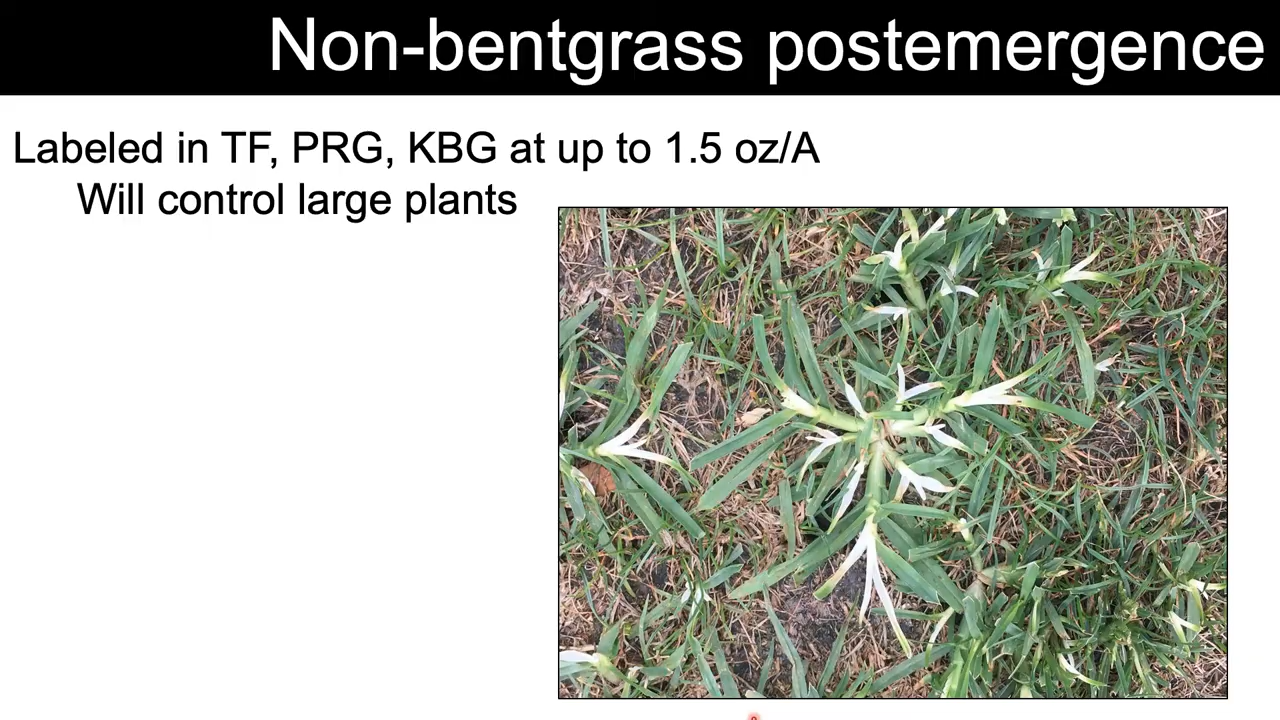 Non-bentgrass postemergence
Labeled in TF, PRG, KBG at up to 1.5 oz/A
Will control large plants